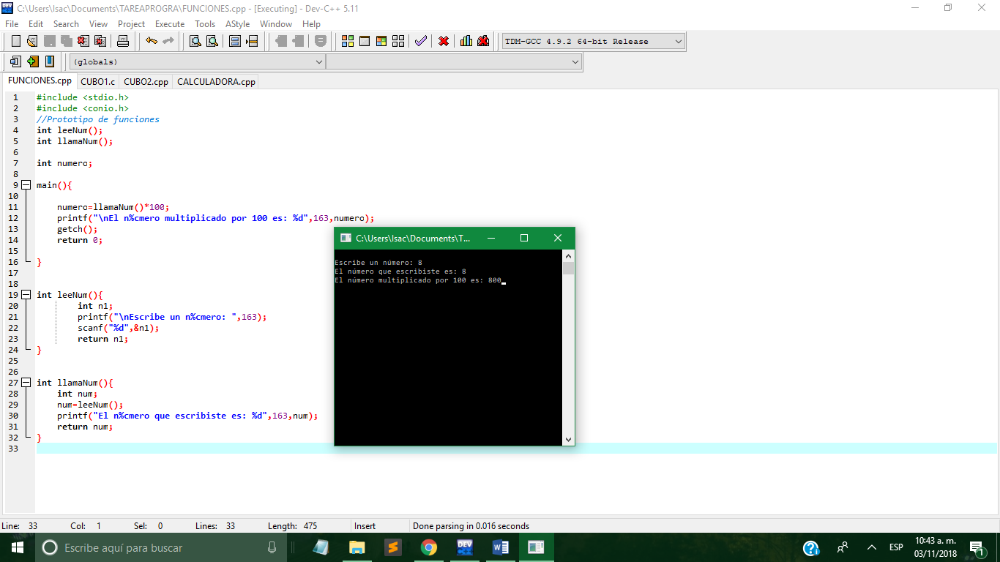 C:\Users\Isac\Documents\TAREAPROGRA\FUNCIONES.cpp - [Executing] - Dev-C++ 5.11
File Edit Search View Project Execute Tools AStyle Window Help
TDM-GCC 4.9.2 64-bit Release
(globals)
FUNCIONES.cpp CUBO1.c CUBO2.cpp CALCULADORA.cpp
1 #include <stdio.h>
2 #include <conio.h>
3 //Prototipo de funciones
4 int leeNum();
5 int llamaNum();
6
7 int numero;
8
9 main(){
10
11 numero=llamaNum()*100;
12 printf("\nEl n%cmero multiplicado por 100 es: %d",163,numero);
13 getch();
14 return 0;
15
16 }
17
18
19 int leeNum(){
20 int n1;
21 printf("\nEscribe un n%cmero: ",163);
22 scanf("%d",&n1);
23 return n1;
24 }
25
26
27 int llamaNum(){
28 int num;
29 num=leeNum();
30 printf("El n%cmero que escribiste es: %d",163,num);
31 return num;
32 }
33
C:\Users\Isac\Documents\T...
Escribe un número: 8
El número que escribiste es: 8
El número multiplicado por 100 es: 800
Line: 33 Col: 1 Sel: 0 Lines: 33 Length: 475 Insert Done parsing in 0.016 seconds
Escribe aquí para buscar
DEV
W
ESP
10:43 a. m.
03/11/2018
1